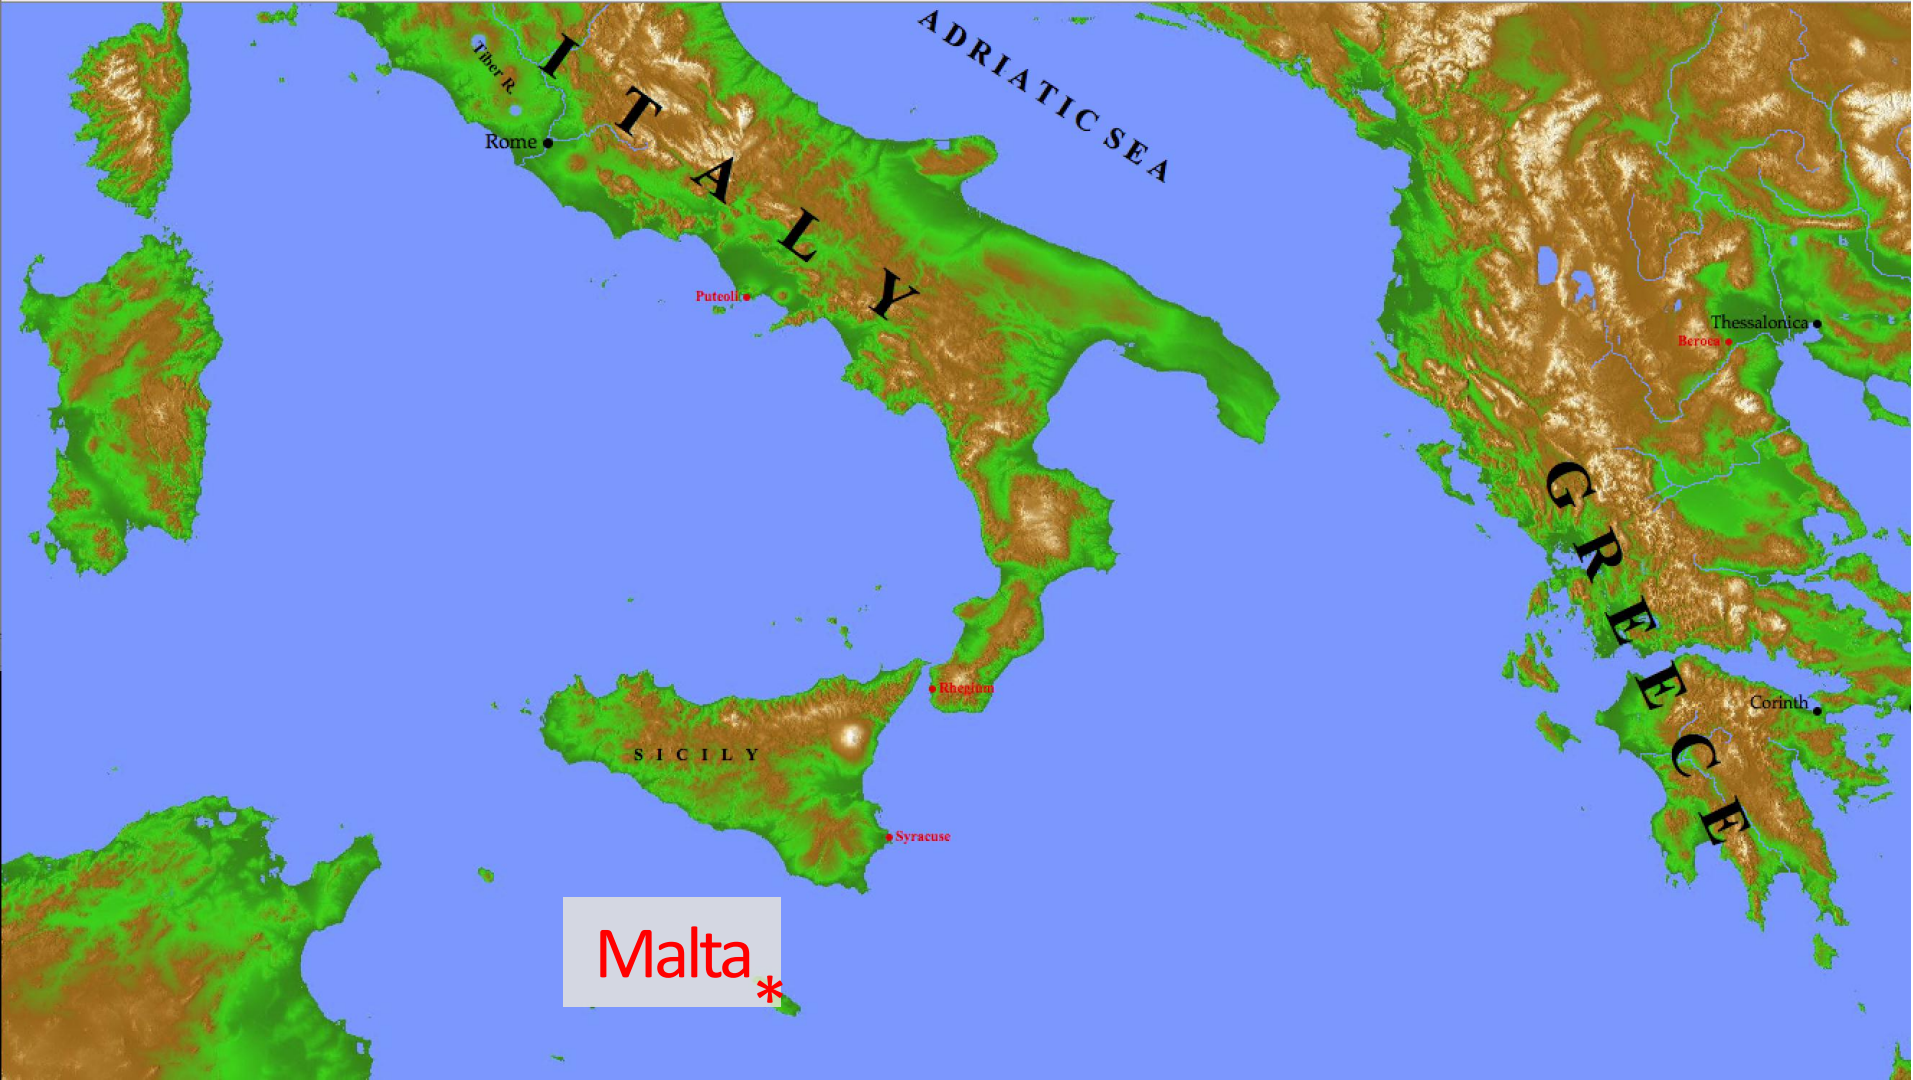 ADRIATIC SEA
ITALY
Tiber R.
Rome
Puteoli
Thessalonica
Beroea
GREECE
Rhegium
Corinth
SICILY
Syracuse
Malta
*